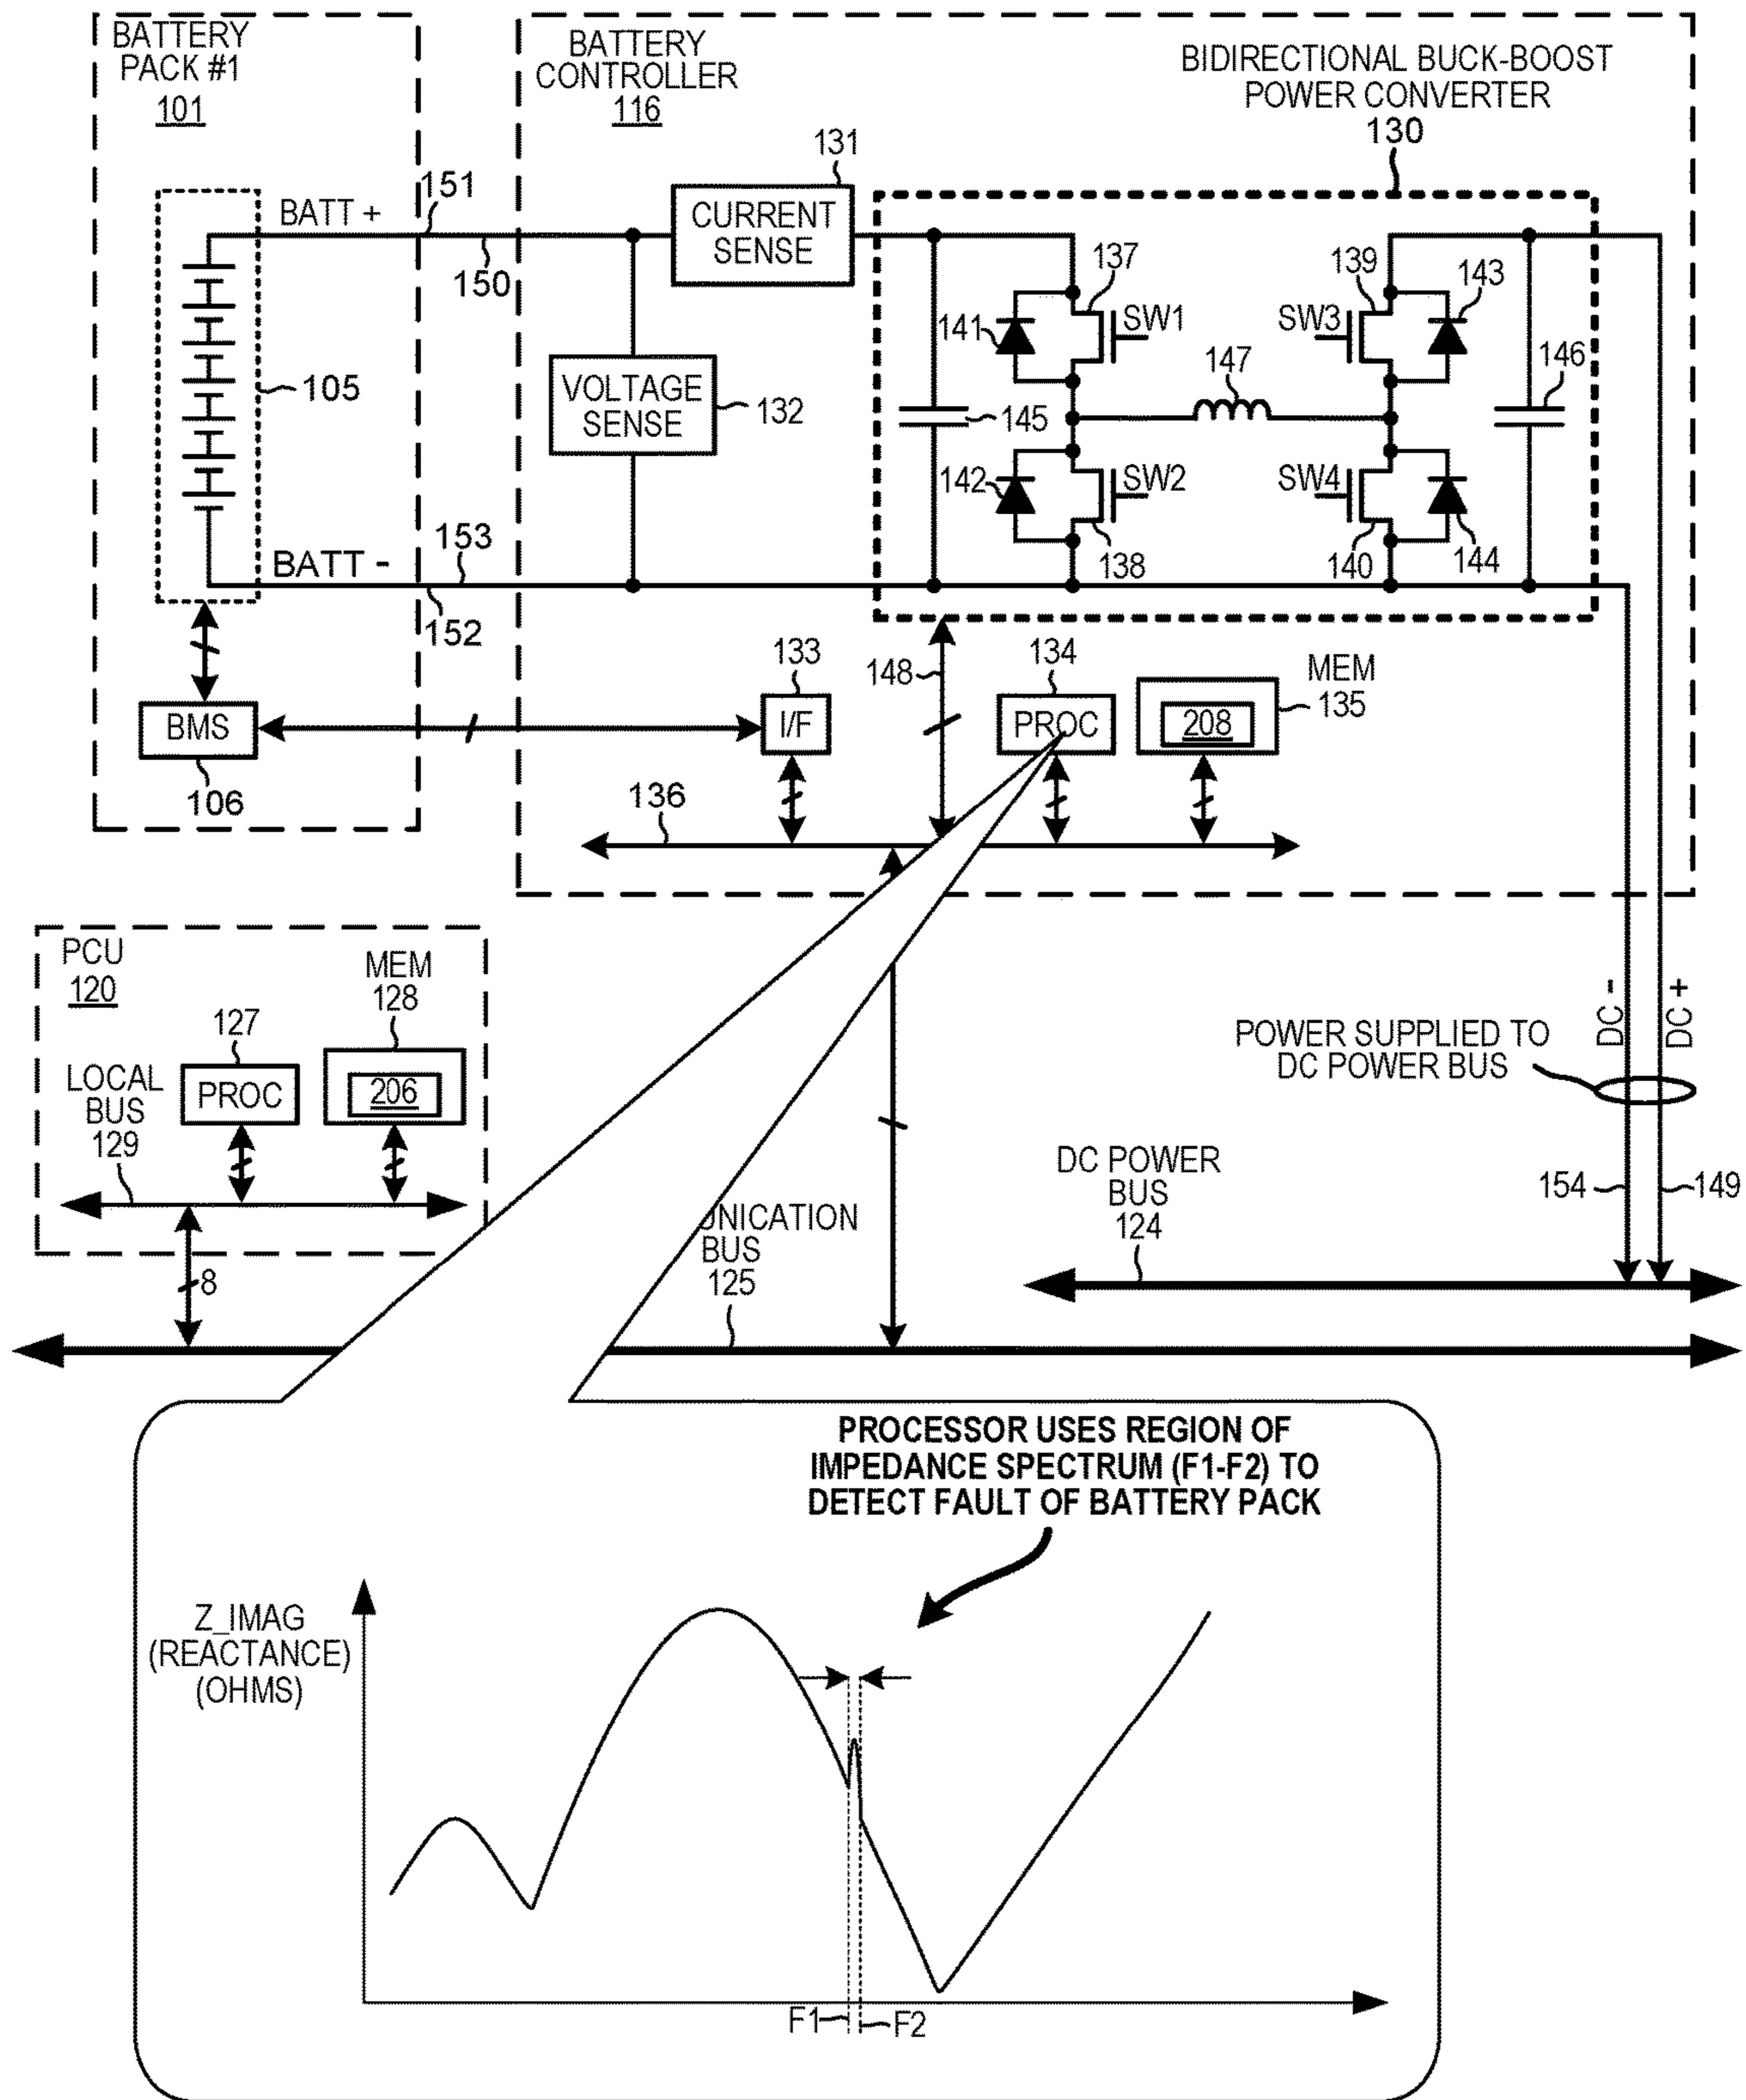 BATTERY
PACK #1
101
BATTERY
CONTROLLER
116
BIDIRECTIONAL BUCK-BOOST
POWER CONVERTER
130
131
CURRENT
SENSE
BATT +
151
150
105
VOLTAGE
SENSE
132
137
139
143
141
SW1
SW3
147
145
146
142
SW2
SW4
138
140
144
BATT -
153
152
BMS
106
133
I/F
148
134
PROC
MEM
135
208
136
PCU
120
MEM
128
127
PROC
206
LOCAL
BUS
129
8
UNICATION
BUS
125
POWER SUPPLIED TO
DC POWER BUS
DC -
DC +
DC POWER
BUS
124
154
149
PROCESSOR USES REGION OF
IMPEDANCE SPECTRUM (F1-F2) TO
DETECT FAULT OF BATTERY PACK
Z_IMAG
(REACTANCE)
(OHMS)
F1
F2